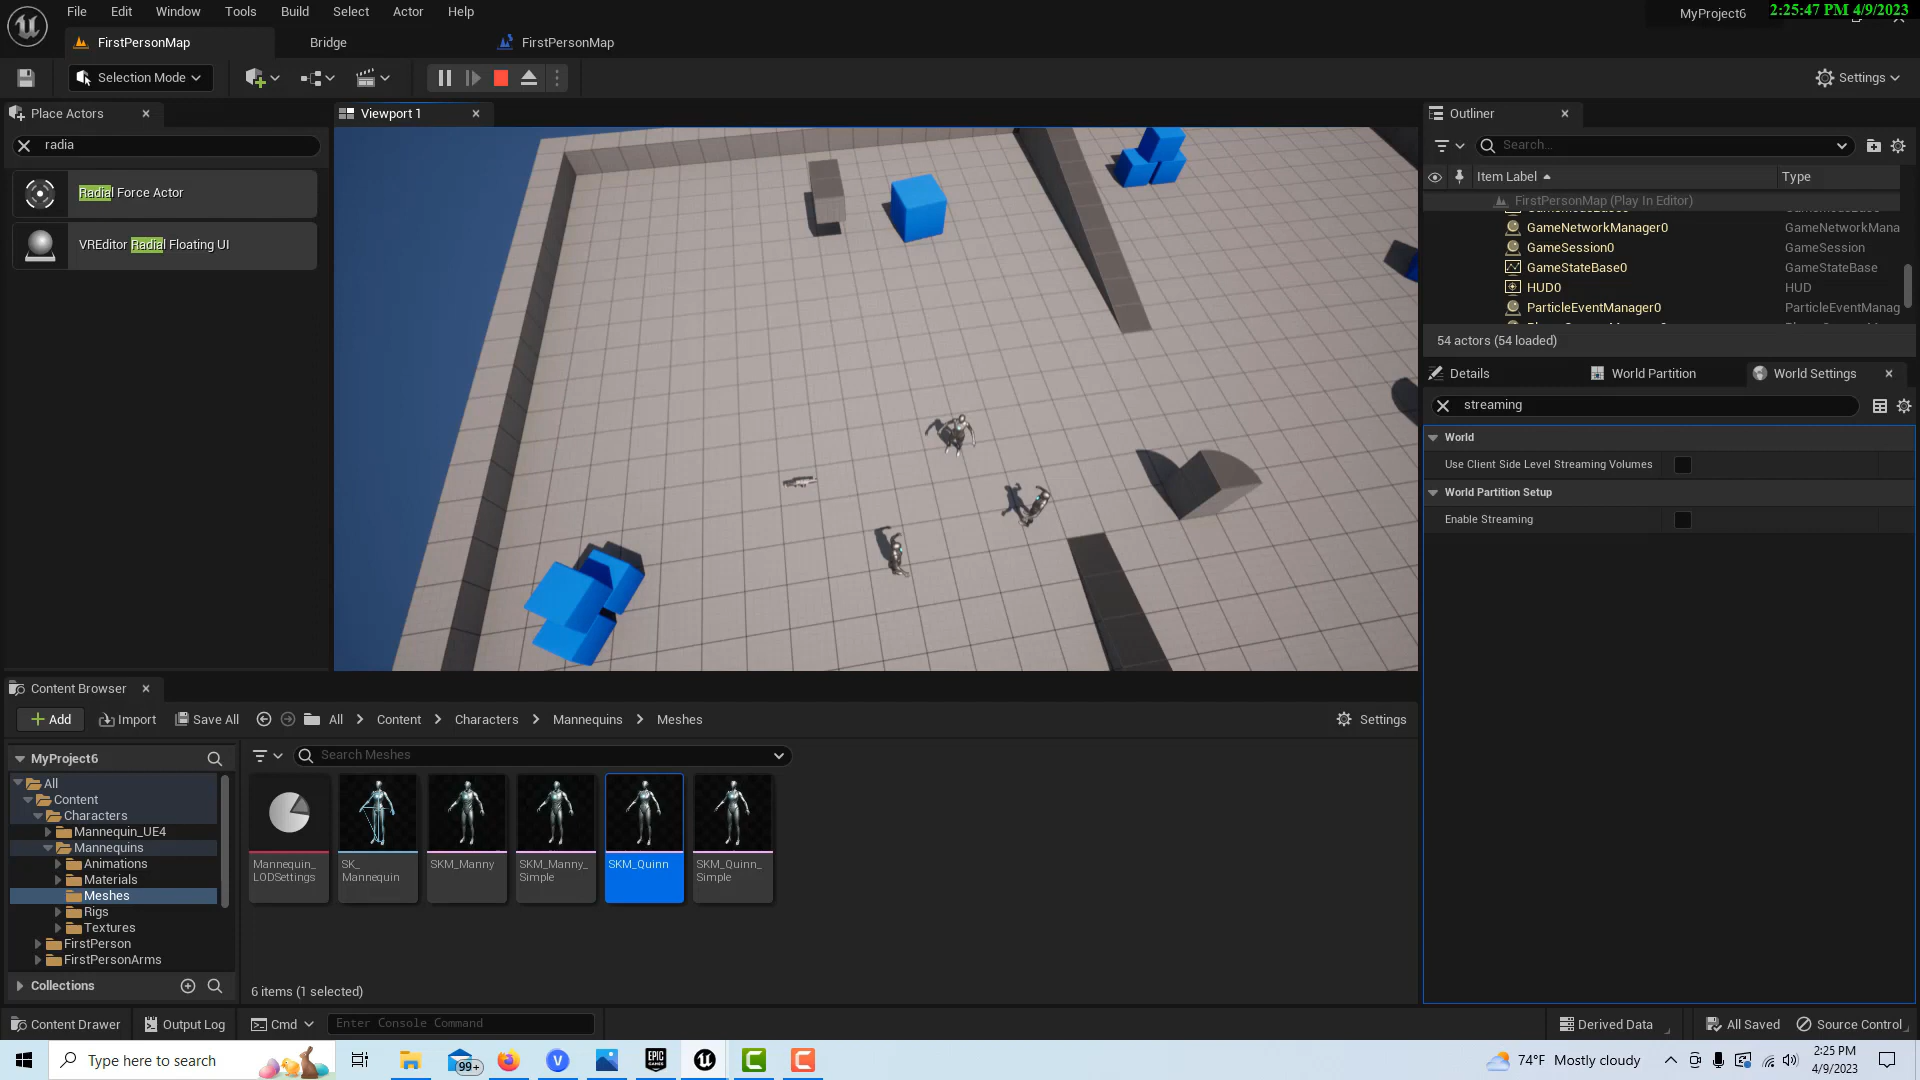 File Edit Window Tools Build Select Actor Help
MyProject6
2:25:47 PM 4/9/2023
FirstPersonMap
Bridge
FirstPersonMap
Selection Mode
Settings
Place Actors
radia
Radial Force Actor
VREditor Radial Floating UI
Viewport 1
Outliner
Search...
Item Label
Type
FirstPersonMap (Play In Editor)
GameNetworkManager0 GameNetworkMana
GameSession0 GameSession
GameStateBase0 GameStateBase
HUD0 HUD
ParticleEventManager0 ParticleEventManag
54 actors (54 loaded)
Details
World Partition
World Settings
streaming
World
Use Client Side Level Streaming Volumes
World Partition Setup
Enable Streaming
Content Browser
Add
Import
Save All
All
Content
Characters
Mannequins
Meshes
Settings
MyProject6
All
Content
Characters
Mannequin_UE4
Mannequins
Animations
Materials
Meshes
Rigs
Textures
FirstPerson
FirstPersonArms
Collections
Search Meshes
Mannequin_
LODSettings
SK_
Mannequin
SKM_Manny
SKM_Manny_
Simple
SKM_Quinn
SKM_Quinn_
Simple
6 items (1 selected)
Content Drawer
Output Log
Cmd
Enter Console Command
Derived Data
All Saved
Source Control
Type here to search
99+
EPIC
GAMES
74°F Mostly cloudy
2:25 PM
4/9/2023